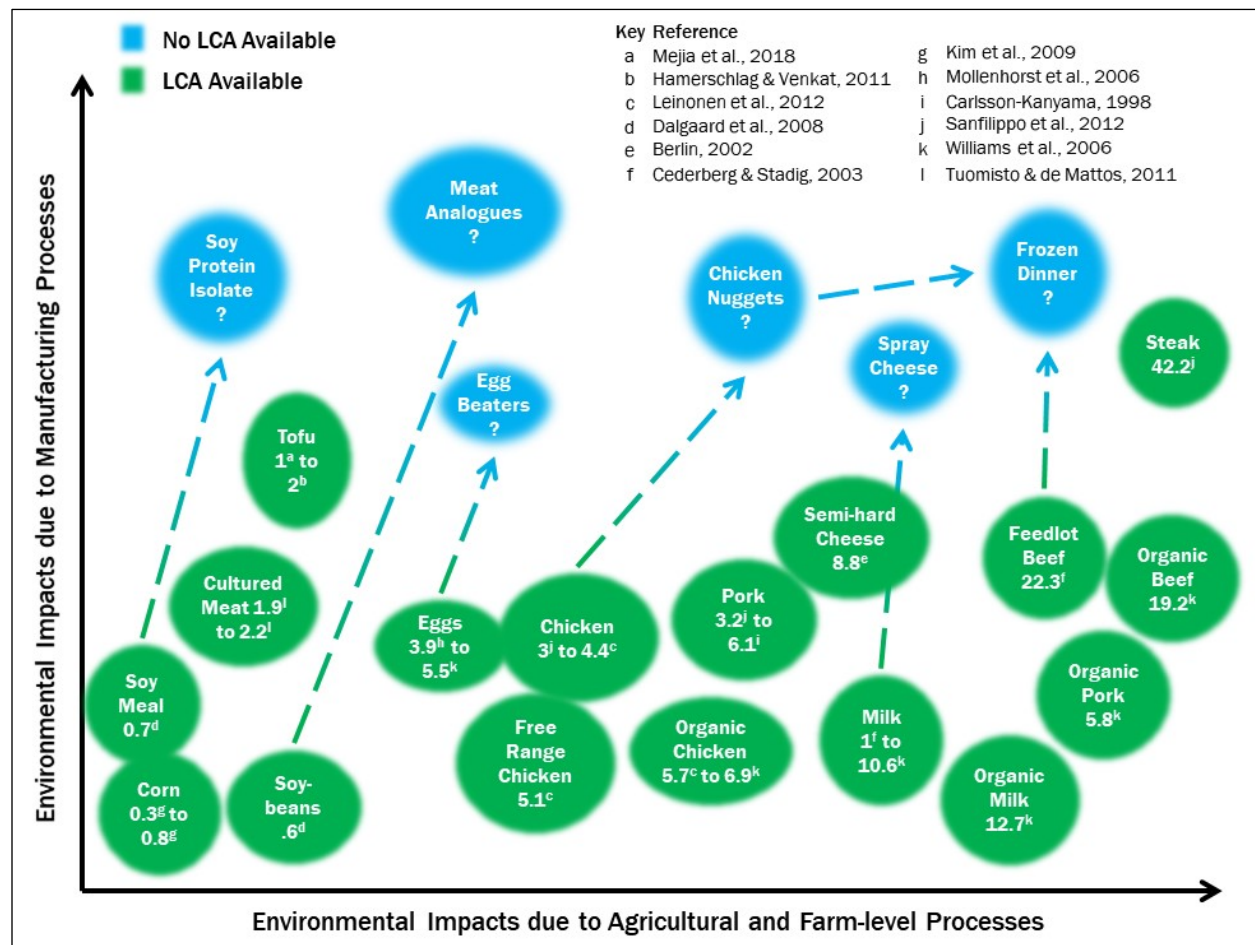 No LCA Available
LCA Available
Key Reference
a Mejia et al., 2018
b Hamerschlag & Venkat, 2011
c Leinonen et al., 2012
d Dalgaard et al., 2008
e Berlin, 2002
f Cederberg & Stadig, 2003
g Kim et al., 2009
h Mollenhorst et al., 2006
i Carlsson-Kanyama, 1998
j Sanfilippo et al., 2012
k Williams et al., 2006
l Tuomisto & de Mattos, 2011
Environmental Impacts due to Manufacturing Processes
Meat
Analogues
?
Soy
Protein
Isolate
?
Chicken
Nuggets
?
Frozen
Dinner
?
Steak
42.2j
Spray
Cheese
?
Egg
Beaters
?
Tofu
1a to
2b
Semi-hard
Cheese
8.8e
Feedlot
Beef
22.3f
Organic
Beef
19.2k
Cultured
Meat 1.9l
to 2.2l
Eggs
3.9h to
5.5k
Chicken
3j to 4.4c
Pork
3.2j to
6.1i
Soy
Meal
0.7d
Organic
Pork
5.8k
Free
Range
Chicken
5.1c
Organic
Chicken
5.7c to 6.9k
Milk
1f to
10.6k
Corn
0.3g to
0.8g
Soy-
beans
.6d
Organic
Milk
12.7k
Environmental Impacts due to Agricultural and Farm-level Processes